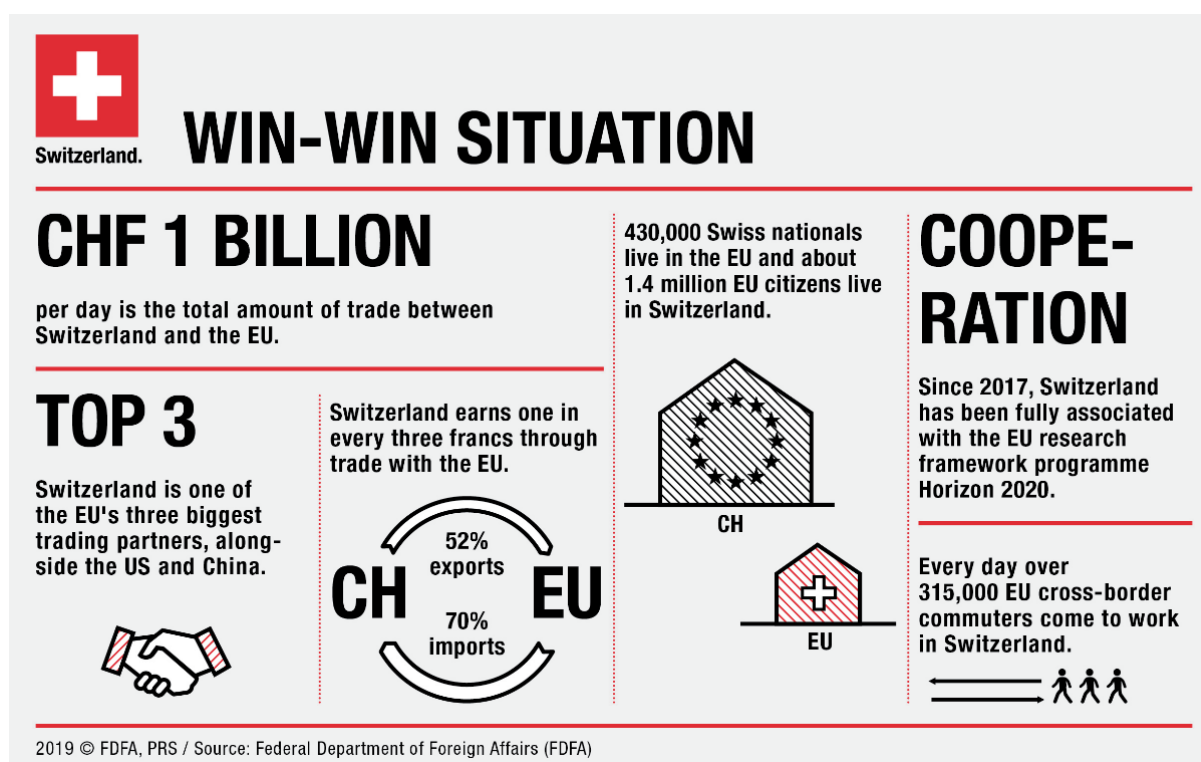 Switzerland.
WIN-WIN SITUATION
CHF 1 BILLION
per day is the total amount of trade between
Switzerland and the EU.
TOP 3
Switzerland is one of
the EU's three biggest
trading partners, along-
side the US and China.
Switzerland earns one in
every three francs through
trade with the EU.
52%
exports
CH
EU
70%
imports
430,000 Swiss nationals
live in the EU and about
1.4 million EU citizens live
in Switzerland.
CH
EU
COOPE-
RATION
Since 2017, Switzerland
has been fully associated
with the EU research
framework programme
Horizon 2020.
Every day over
315,000 EU cross-border
commuters come to work
in Switzerland.
2019 © FDFA, PRS / Source: Federal Department of Foreign Affairs (FDFA)